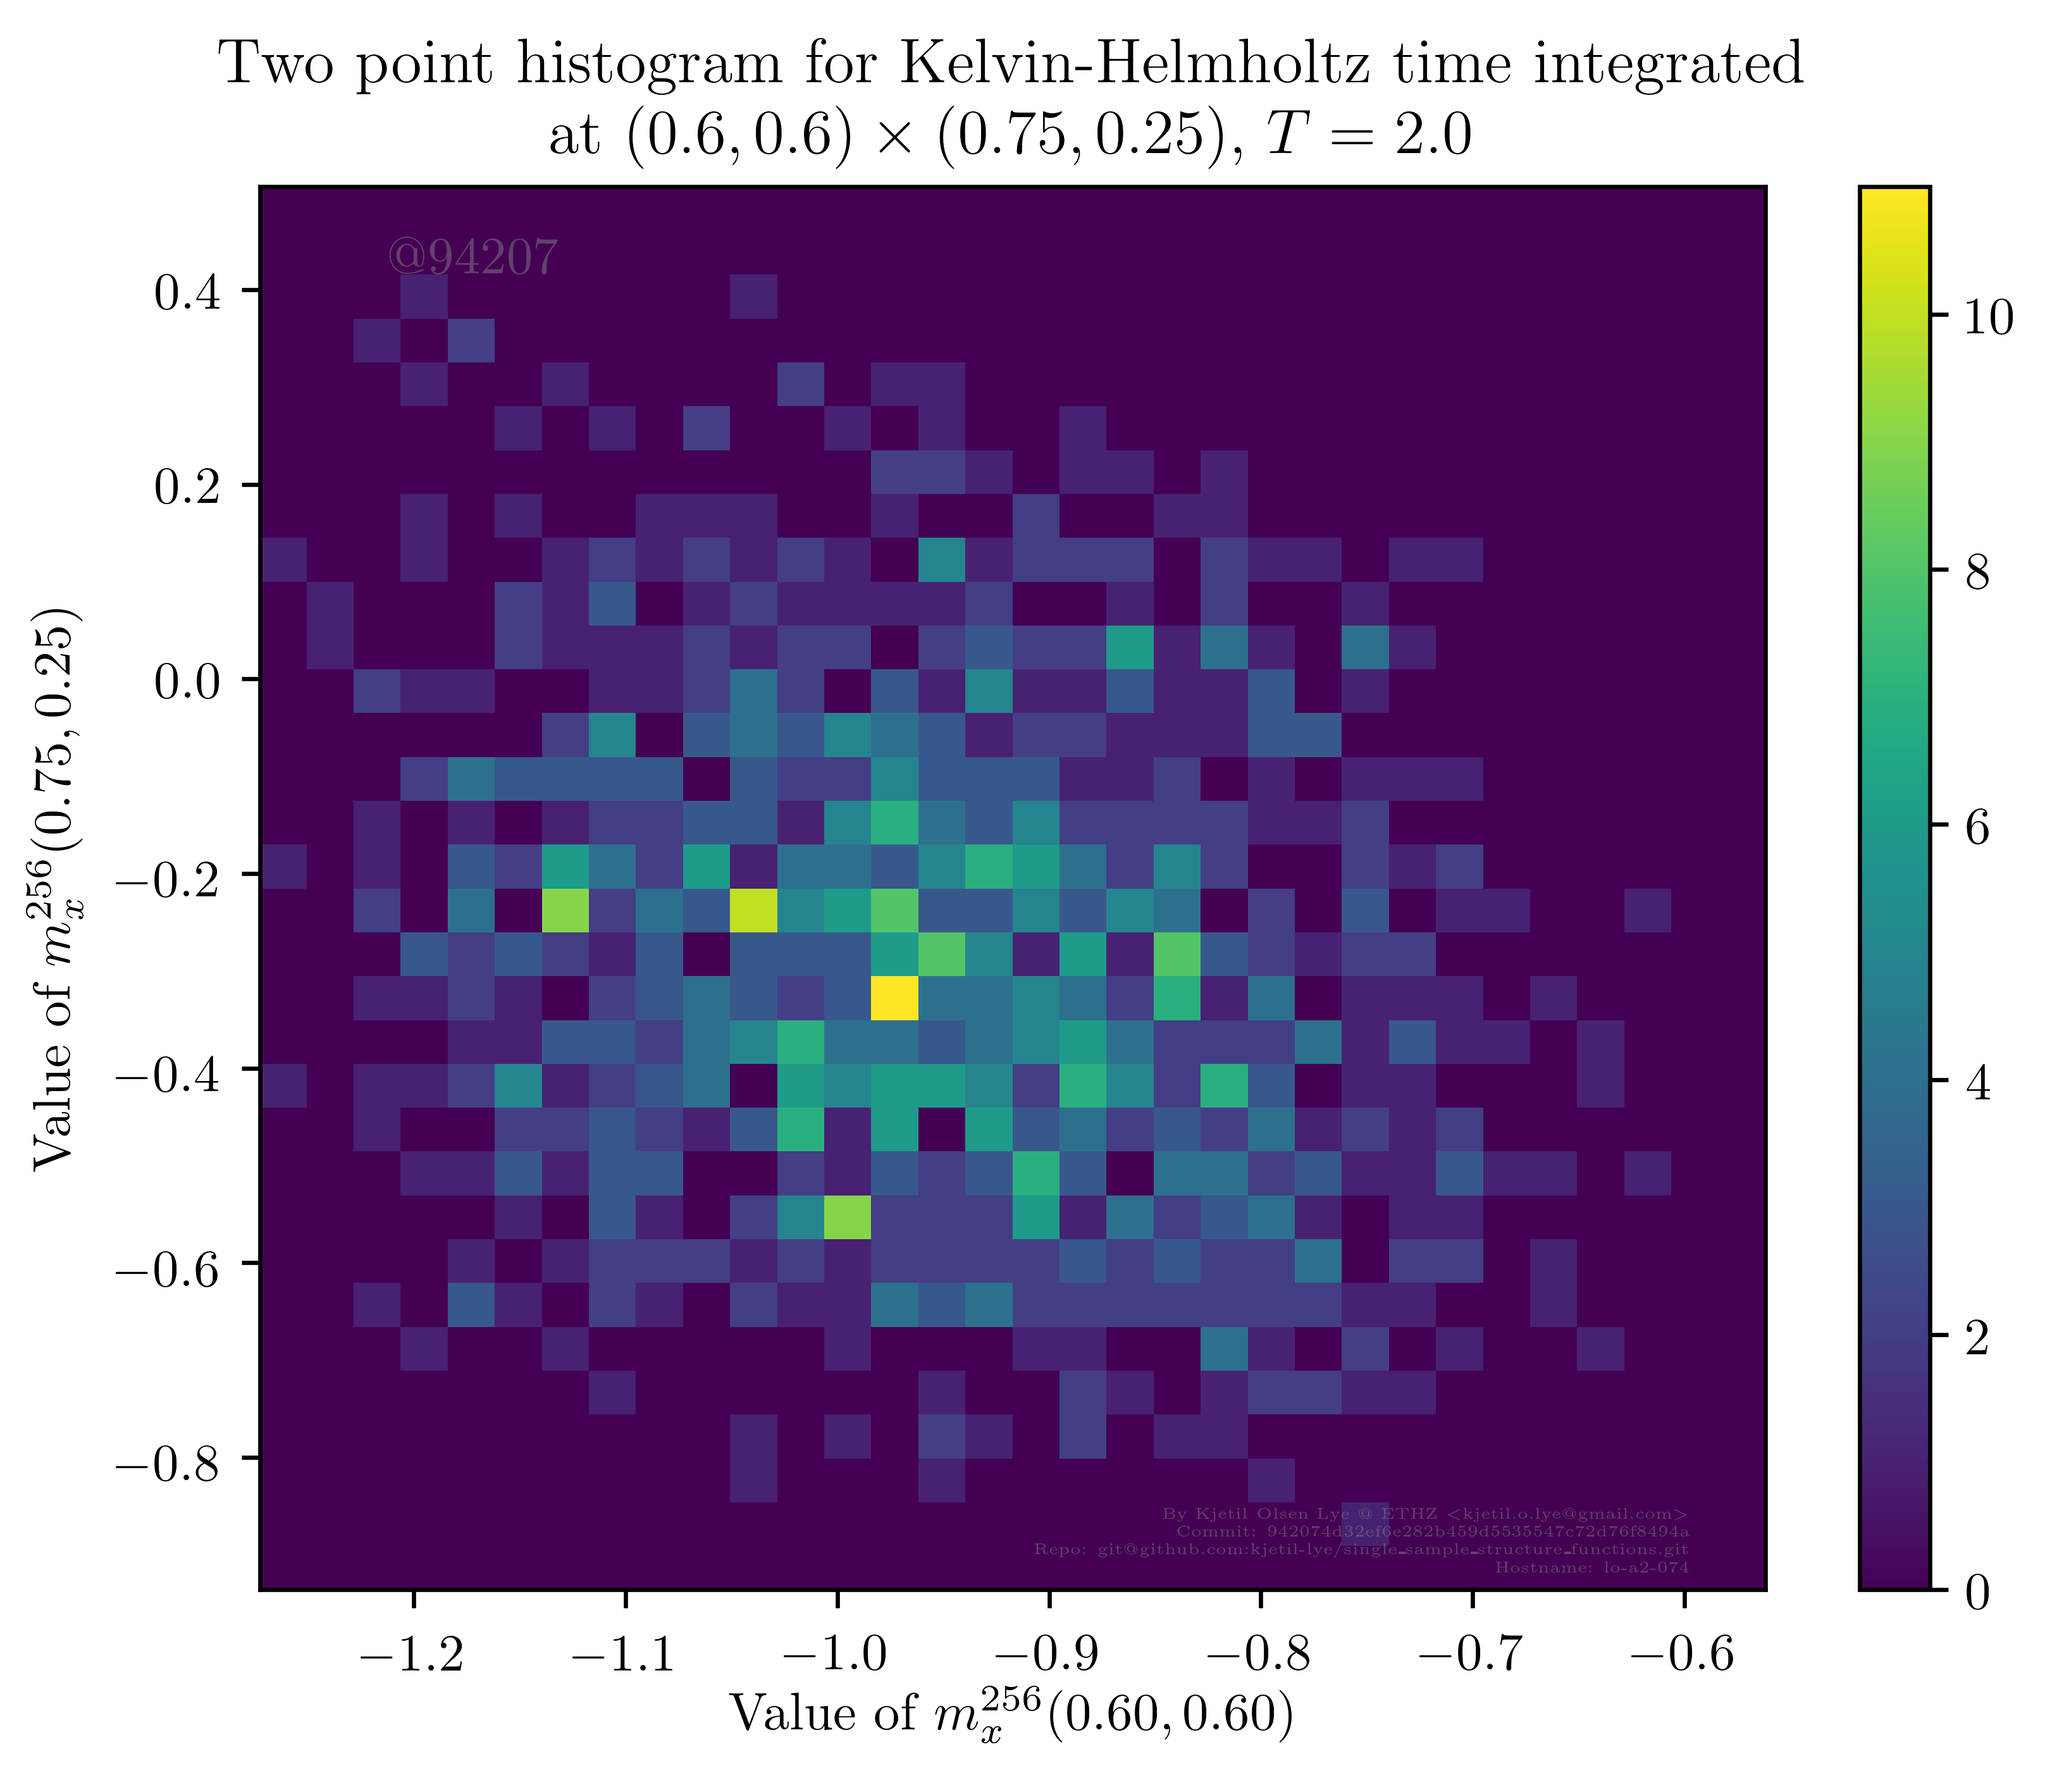 Two point histogram for Kelvin-Helmholtz time integrated
at (0.6, 0.6) × (0.75, 0.25), T = 2.0
@94207
0.4
0.2
0.0
−0.2
−0.4
−0.6
−0.8
Value of m_x^256(0.75, 0.25)
10
8
6
4
2
0
By Kjetil Olsen Lye @ ETHZ <kjetil.o.lye@gmail.com>
Commit: 942074d32ef6e282b459d5535547c72d76f8494a
Repo: git@github.com:kjetil-lye/single_sample_structure_functions.git
Hostname: lo-a2-074
−1.2 −1.1 −1.0 −0.9 −0.8 −0.7 −0.6
Value of m_x^256(0.60, 0.60)